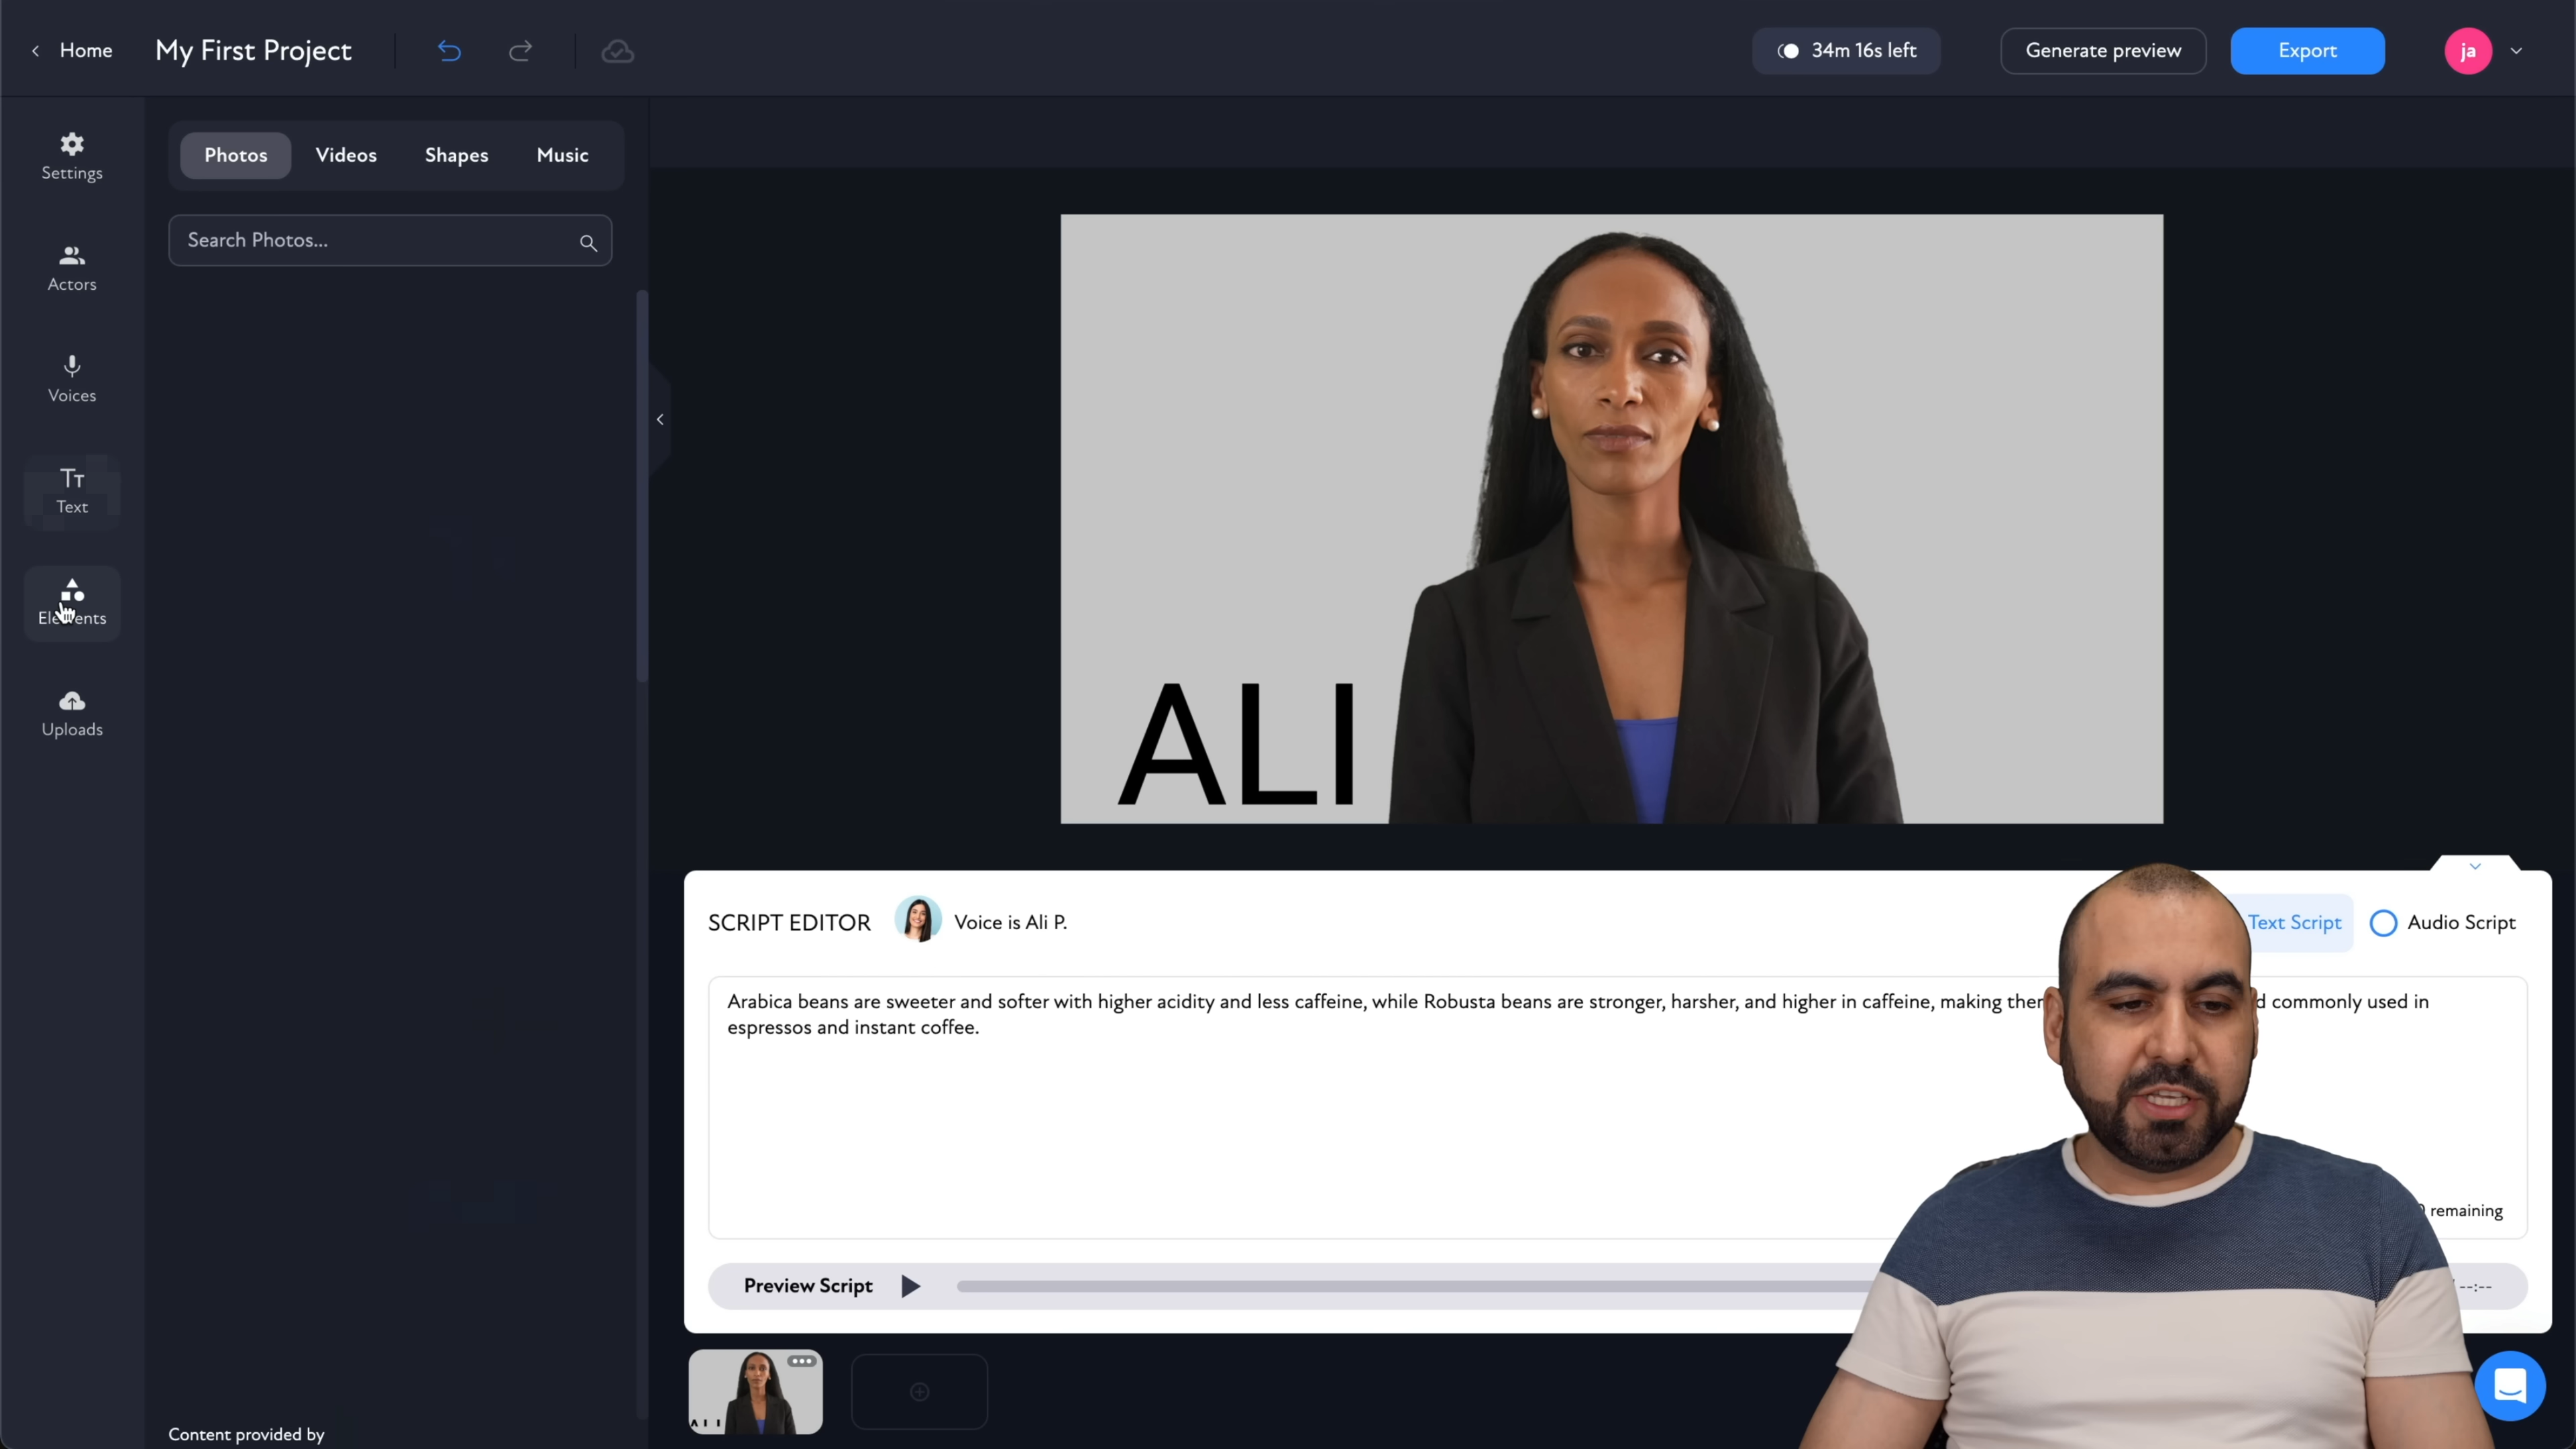 Home
My First Project
34m 16s left
Generate preview
Export
ja
Settings
Actors
Voices
Text
Elements
Uploads
Photos
Videos
Shapes
Music
Search Photos...
Content provided by
ALI
SCRIPT EDITOR
Voice is Ali P.
Text Script
Audio Script
Arabica beans are sweeter and softer with higher acidity and less caffeine, while Robusta beans are stronger, harsher, and higher in caffeine, making commonly used in
espressos and instant coffee.
remaining
Preview Script
--:--
ALI